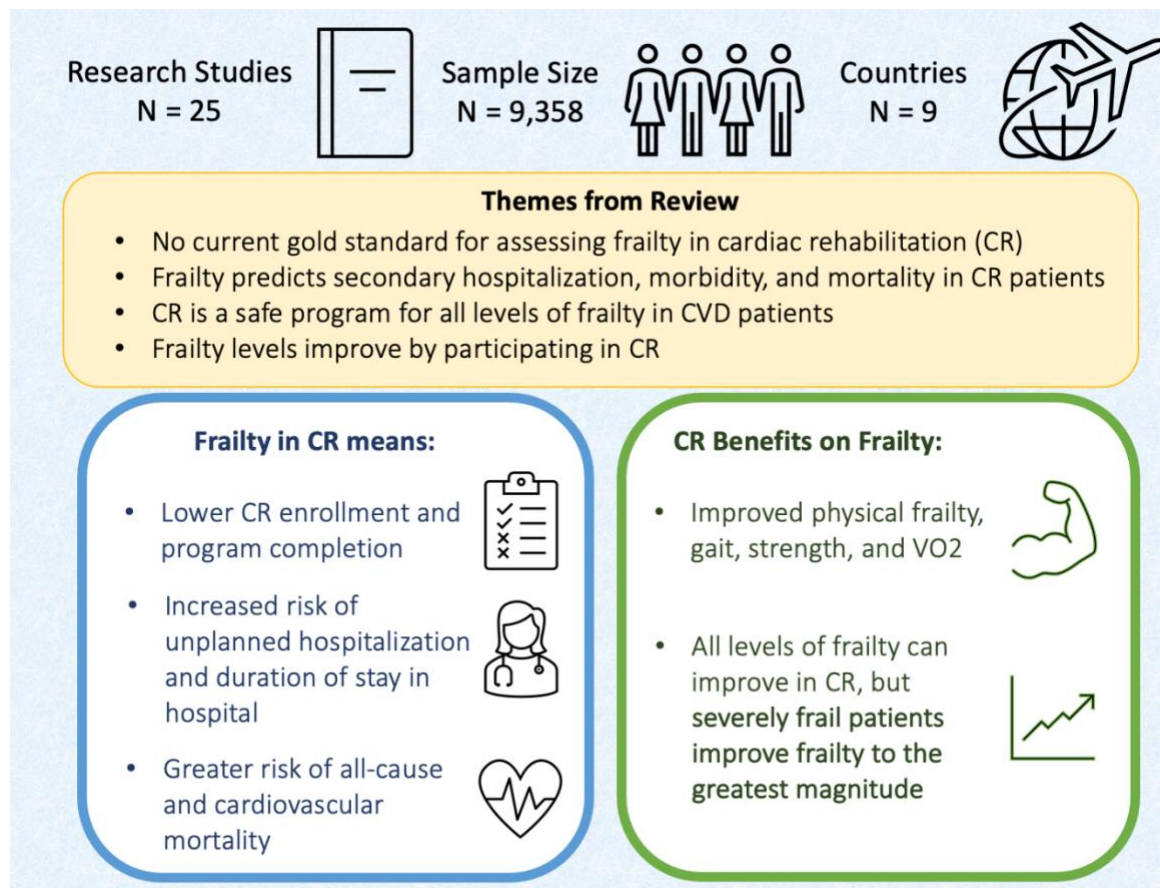 Research Studies
N = 25
Sample Size
N = 9,358
Countries
N = 9
Themes from Review
• No current gold standard for assessing frailty in cardiac rehabilitation (CR)
• Frailty predicts secondary hospitalization, morbidity, and mortality in CR patients
• CR is a safe program for all levels of frailty in CVD patients
• Frailty levels improve by participating in CR
Frailty in CR means:
• Lower CR enrollment and
program completion
• Increased risk of
unplanned hospitalization
and duration of stay in
hospital
• Greater risk of all-cause
and cardiovascular
mortality
CR Benefits on Frailty:
• Improved physical frailty,
gait, strength, and VO2
• All levels of frailty can
improve in CR, but
severely frail patients
improve frailty to the
greatest magnitude